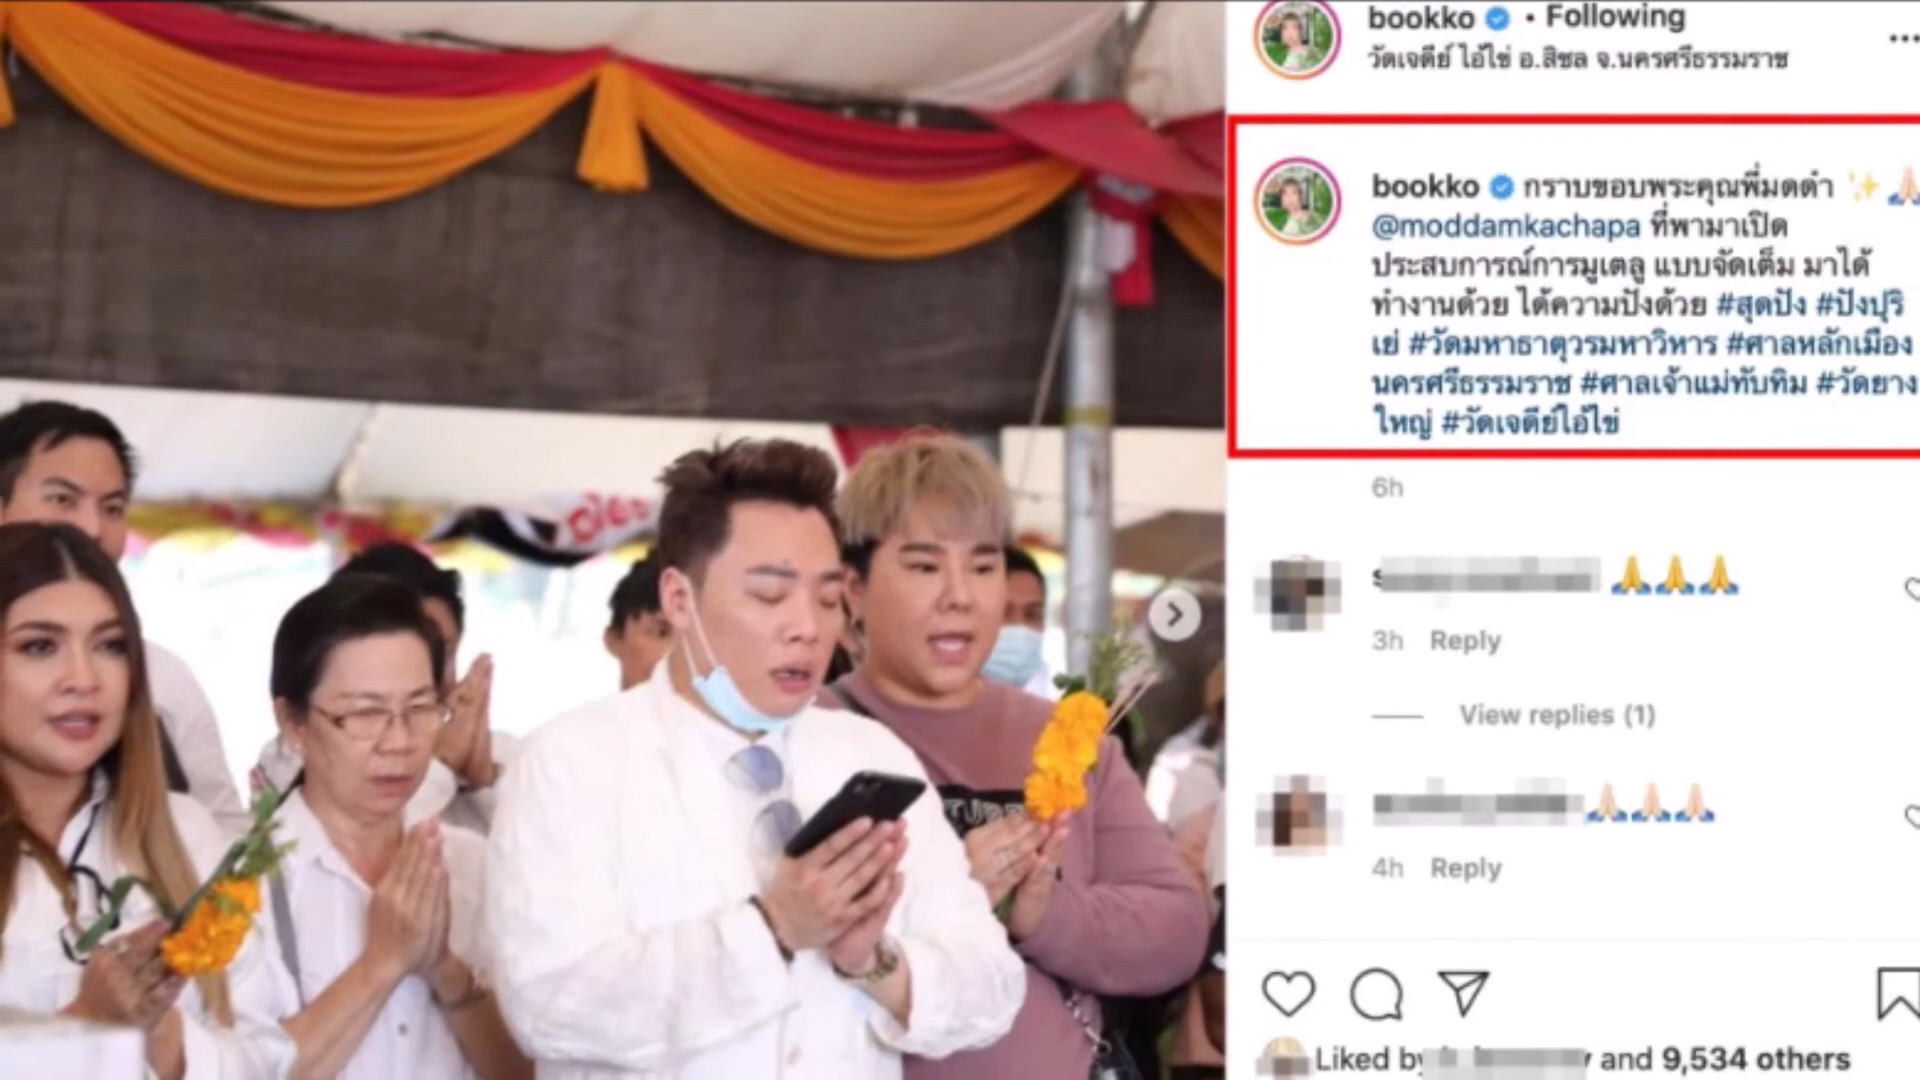 bookko • Following
วัดเจดีย์ ไอ้ไข่ อ.สิชล จ.นครศรีธรรมราช
bookko กราบขอบพระคุณพี่มดดำ ✨🙏🏻
@moddamkachapa ที่พามาเปิด
ประสบการณ์การมูเตลู แบบจัดเต็ม มาได้
ทำงานด้วย ได้ความปังด้วย #สุดปัง #ปังปุริ
เย่ #วัดมหาธาตุวรมหาวิหาร #ศาลหลักเมือง
นครศรีธรรมราช #ศาลเจ้าแม่ทับทิม #วัดยาง
ใหญ่ #วัดเจดีย์ไอ้ไข่
6h
🙏🙏🙏
3h Reply
View replies (1)
🙏🏻🙏🏻🙏🏻
4h Reply
Liked by and 9,534 others